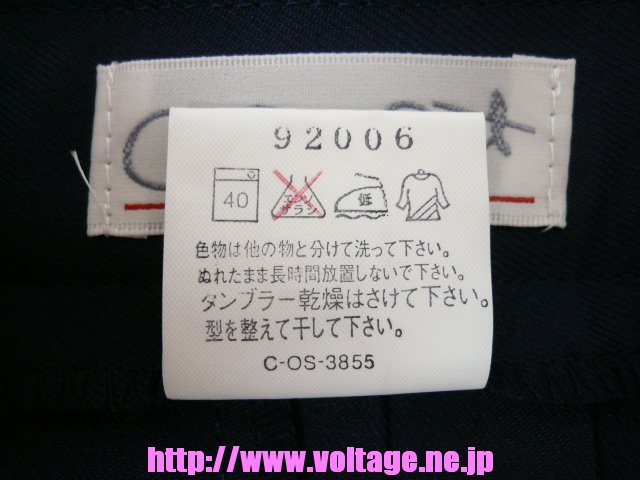 92006
40
エンソ
サラシ
低
色物は他の物と分けて洗って下さい。
ぬれたまま長時間放置しないで下さい。
タンブラー乾燥はさけて下さい。
型を整えて干して下さい。
C-OS-3855
http://www.voltage.ne.jp